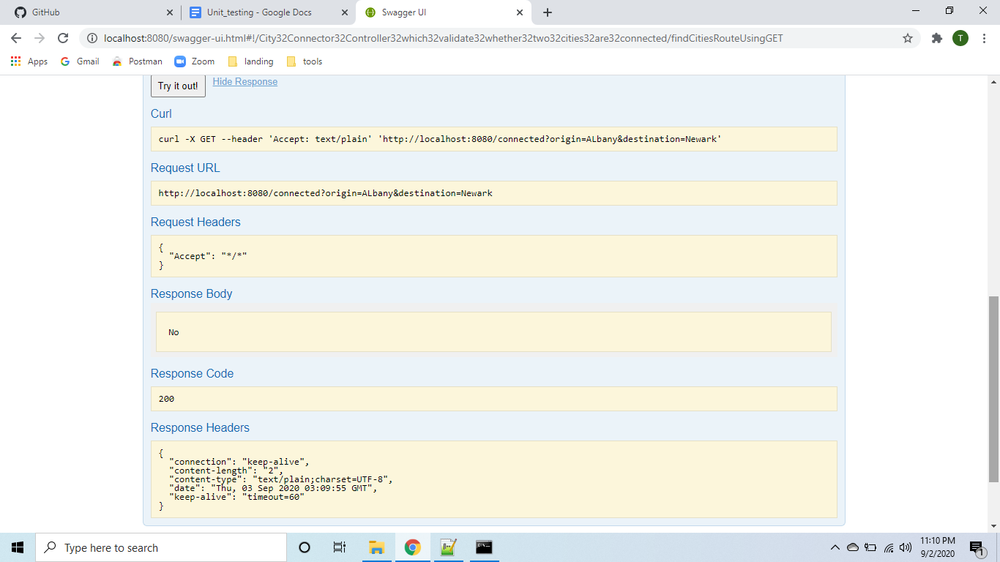 GitHub
Unit_testing - Google Docs
Swagger UI
localhost:8080/swagger-ui.html#!/City32Connector32Controller32which32validate32whether32two32cities32are32connected/findCitiesRouteUsingGET
T
Apps
Gmail
Postman
Zoom
landing
tools
Try it out!
Hide Response
Curl
curl -X GET --header 'Accept: text/plain' 'http://localhost:8080/connected?origin=ALbany&destination=Newark'
Request URL
http://localhost:8080/connected?origin=ALbany&destination=Newark
Request Headers
{
"Accept": "*/*"
}
Response Body
No
Response Code
200
Response Headers
{
"connection": "keep-alive",
"content-length": "2",
"content-type": "text/plain;charset=UTF-8",
"date": "Thu, 03 Sep 2020 03:09:55 GMT",
"keep-alive": "timeout=60"
}
Type here to search
11:10 PM
9/2/2020
1